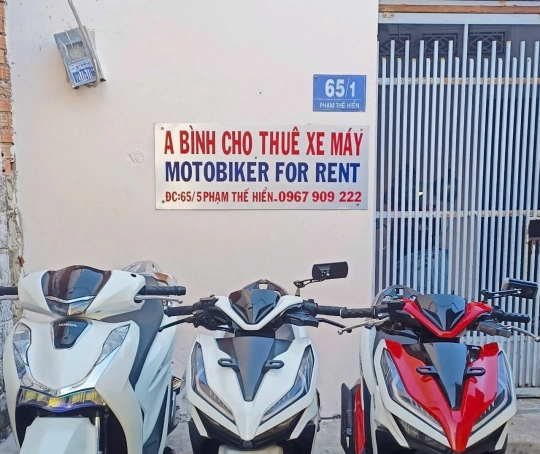 65/1
PHẠM THẾ HIỂN
A BÌNH CHO THUÊ XE MÁY
MOTOBIKER FOR RENT
ĐC:65/5 PHẠM THẾ HIỂN - 0967 909 222
HONDA